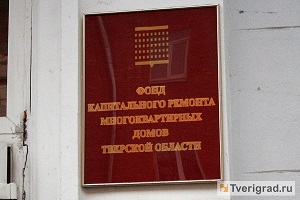 ФОНД
КАПИТАЛЬНОГО РЕМОНТА
МНОГОКВАРТИРНЫХ
ДОМОВ
ТВЕРСКОЙ ОБЛАСТИ
Tverigrad.ru